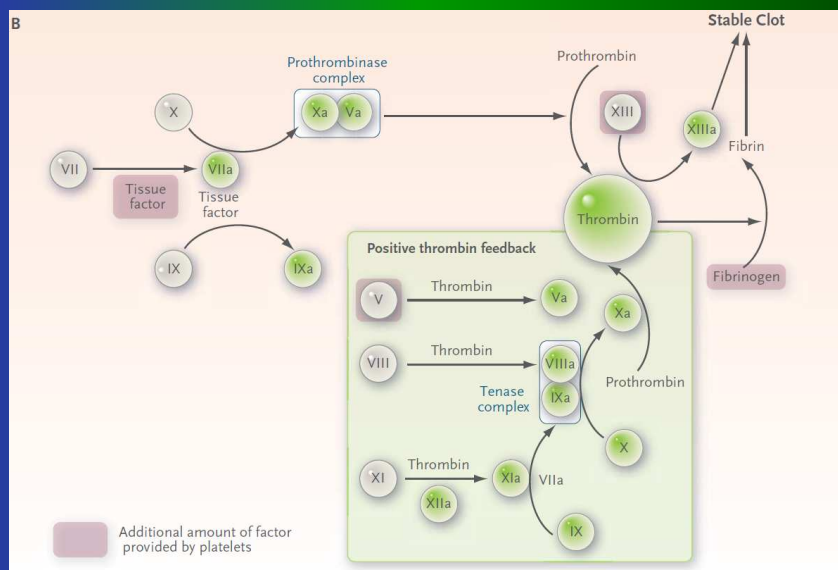 B
Stable Clot
Prothrombinase
complex
Prothrombin
X
Xa
Va
XIII
XIIIa
Fibrin
VII
Tissue
factor
VIIa
Tissue
factor
Thrombin
IX
IXa
Fibrinogen
Positive thrombin feedback
V
Thrombin
Va
Xa
VIII
Thrombin
VIIIa
Prothrombin
Tenase
complex
IXa
X
XI
Thrombin
XIIa
XIa
VIIa
IX
Additional amount of factor
provided by platelets